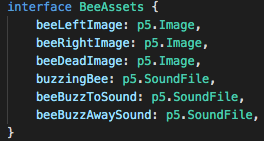 interface BeeAssets {
    beeLeftImage: p5.Image,
    beeRightImage: p5.Image,
    beeDeadImage: p5.Image,
    buzzingBee: p5.SoundFile,
    beeBuzzToSound: p5.SoundFile,
    beeBuzzAwaySound: p5.SoundFile,
}